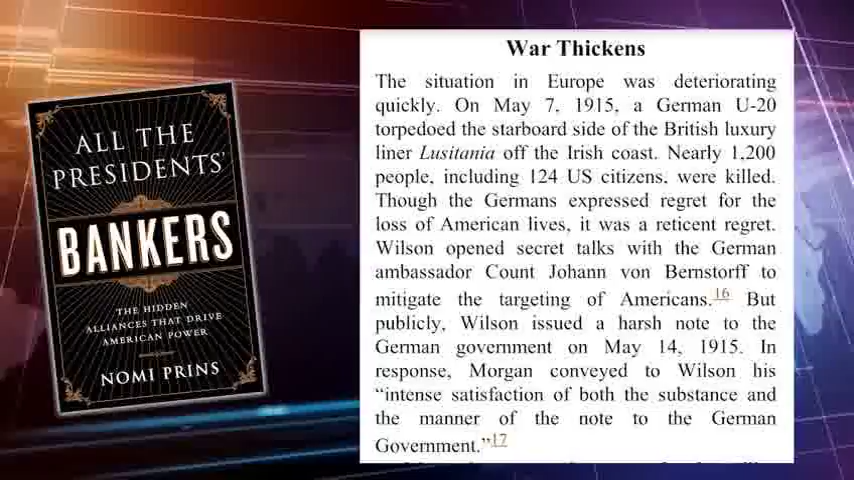 ALL THE
PRESIDENTS'
BANKERS
THE HIDDEN
ALLIANCES THAT DRIVE
AMERICAN POWER
NOMI PRINS
War Thickens
The situation in Europe was deteriorating
quickly. On May 7, 1915, a German U-20
torpedoed the starboard side of the British luxury
liner Lusitania off the Irish coast. Nearly 1,200
people, including 124 US citizens, were killed.
Though the Germans expressed regret for the
loss of American lives, it was a reticent regret.
Wilson opened secret talks with the German
ambassador Count Johann von Bernstorff to
mitigate the targeting of Americans.16 But
publicly, Wilson issued a harsh note to the
German government on May 14, 1915. In
response, Morgan conveyed to Wilson his
“intense satisfaction of both the substance and
the manner of the note to the German
Government.”17